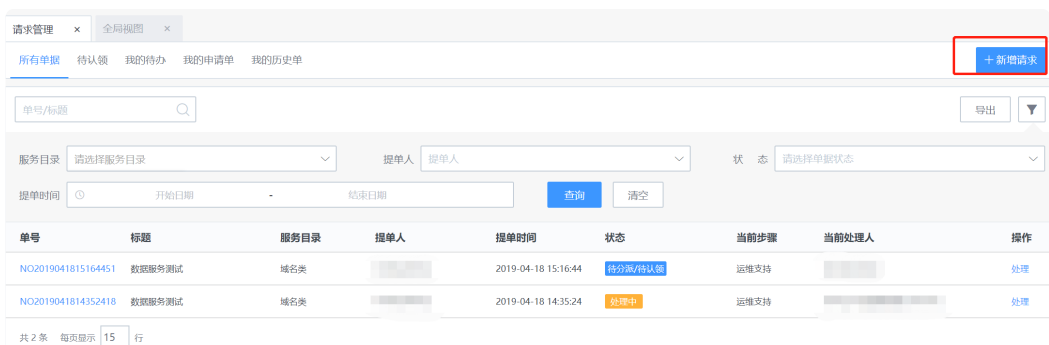 请求管理 × 全局视图 ×
所有单据 待认领 我的待办 我的申请单 我的历史单 + 新增请求
单号/标题 导出
服务目录 请选择服务目录 提单人 提单人 状 态 请选择单据状态
提单时间 开始日期 - 结束日期 查询 清空
单号 标题 服务目录 提单人 提单时间 状态 当前步骤 当前处理人 操作
NO2019041815164451 数据服务测试 域名类 2019-04-18 15:16:44 待分派/待认领 运维支持 处理
NO2019041814352418 数据服务测试 域名类 2019-04-18 14:35:24 处理中 运维支持 处理
共 2 条 每页显示 15 行